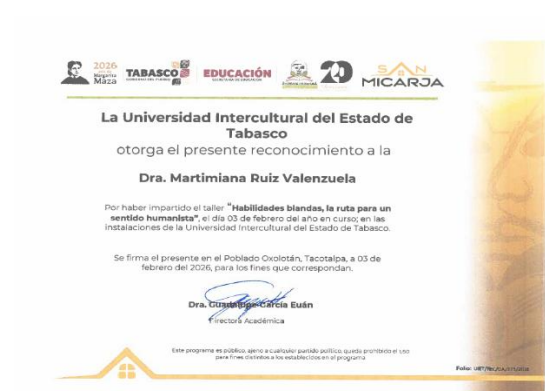 2026
Margarita
Maza
TABASCO
EDUCACIÓN
20
SAN
MICARJA
La Universidad Intercultural del Estado de
Tabasco
otorga el presente reconocimiento a la
Dra. Martimiana Ruiz Valenzuela
Por haber impartido el taller "Habilidades blandas, la ruta para un
sentido humanista", el día 03 de febrero del año en curso; en las
instalaciones de la Universidad Intercultural del Estado de Tabasco.
Se firma el presente en el Poblado Oxolotán, Tacotalpa, a 03 de
febrero del 2026, para los fines que correspondan.
Dra. Guadalupe García Euán
Directora Académica
Este programa es público, ajeno a cualquier partido político, queda prohibido el uso
para fines distintos a los establecidos en el programa
Folio: